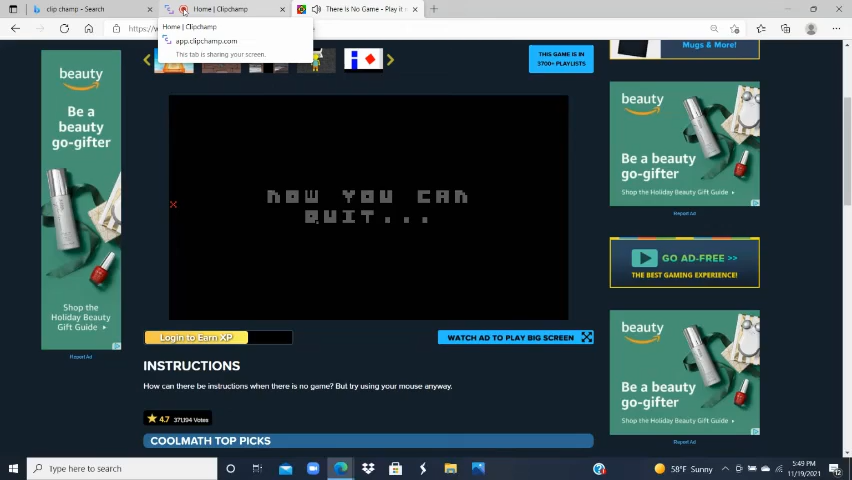 clip champ - Search
Home | Clipchamp
There Is No Game - Play it
Home | Clipchamp
app.clipchamp.com
This tab is sharing your screen.
https://
Mugs & More!
THIS GAME IS IN
3700+ PLAYLISTS
beauty
Be a
beauty
go-gifter
Shop the
Holiday Beauty
Gift Guide
Report Ad
NOW YOU CAN
QUIT...
beauty
Be a
beauty
go-gifter
Shop the Holiday Beauty Gift Guide
Report Ad
GO AD-FREE >>
THE BEST GAMING EXPERIENCE!
beauty
Be a
beauty
go-gifter
Shop the Holiday Beauty Gift Guide
Report Ad
Login to Earn XP
WATCH AD TO PLAY BIG SCREEN
INSTRUCTIONS
How can there be instructions when there is no game? But try using your mouse anyway.
4.7 371,194 Votes
COOLMATH TOP PICKS
Type here to search
58°F Sunny
5:49 PM
11/19/2021
12